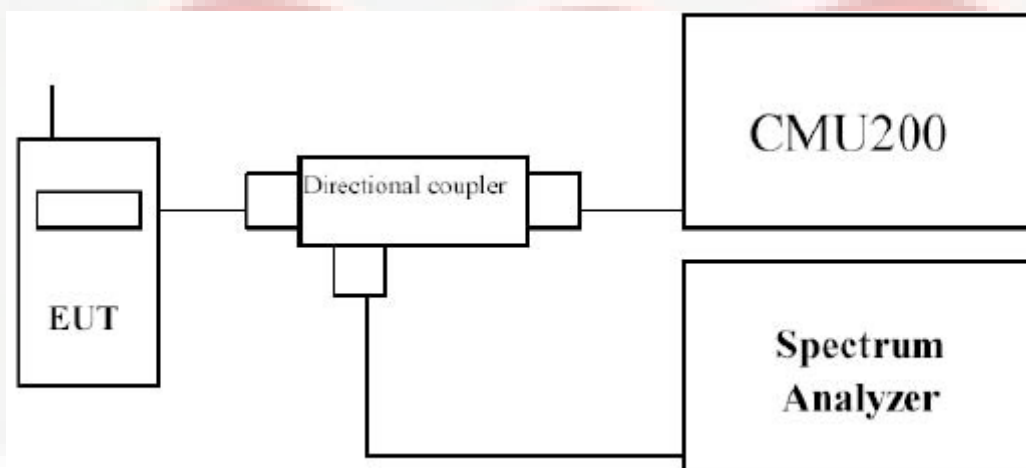 CMU200
Directional coupler
EUT
Spectrum
Analyzer